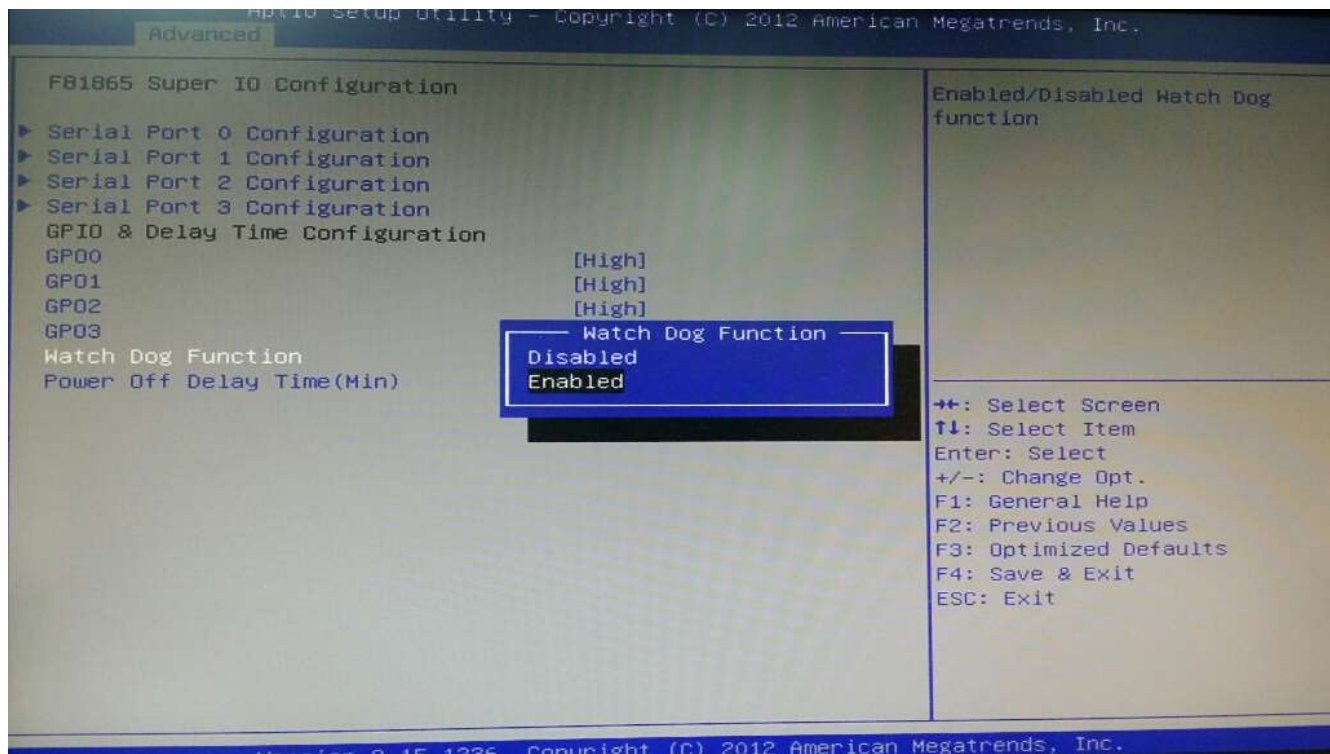 Aptio Setup Utility - Copyright (C) 2012 American Megatrends, Inc.
Advanced
F81865 Super IO Configuration
Serial Port 0 Configuration
Serial Port 1 Configuration
Serial Port 2 Configuration
Serial Port 3 Configuration
GPIO & Delay Time Configuration
GPO0 [High]
GPO1 [High]
GPO2 [High]
GPO3
Watch Dog Function
Power Off Delay Time(Min)
Watch Dog Function
Disabled
Enabled
Enabled/Disabled Watch Dog
function
→←: Select Screen
↑↓: Select Item
Enter: Select
+/-: Change Opt.
F1: General Help
F2: Previous Values
F3: Optimized Defaults
F4: Save & Exit
ESC: Exit
Version 2.15.1236. Copyright (C) 2012 American Megatrends, Inc.